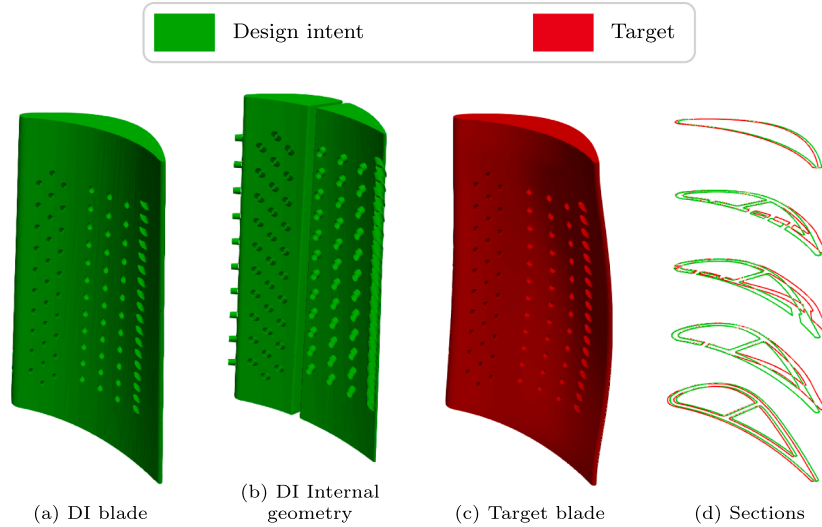 Design intent
Target
(a) DI blade
(b) DI Internal
geometry
(c) Target blade
(d) Sections